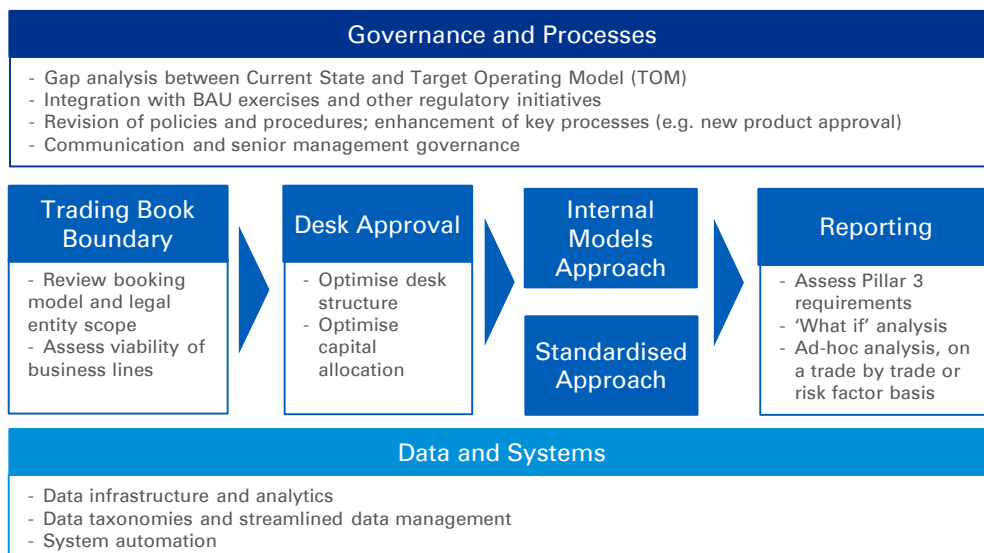 Governance and Processes
- Gap analysis between Current State and Target Operating Model (TOM)
- Integration with BAU exercises and other regulatory initiatives
- Revision of policies and procedures; enhancement of key processes (e.g. new product approval)
- Communication and senior management governance
Trading Book
Boundary
- Review booking
model and legal
entity scope
- Assess viability of
business lines
Desk Approval
- Optimise desk
structure
- Optimise
capital
allocation
Internal
Models
Approach
Standardised
Approach
Reporting
- Assess Pillar 3
requirements
- ‘What if’ analysis
- Ad-hoc analysis, on
a trade by trade or
risk factor basis
Data and Systems
- Data infrastructure and analytics
- Data taxonomies and streamlined data management
- System automation